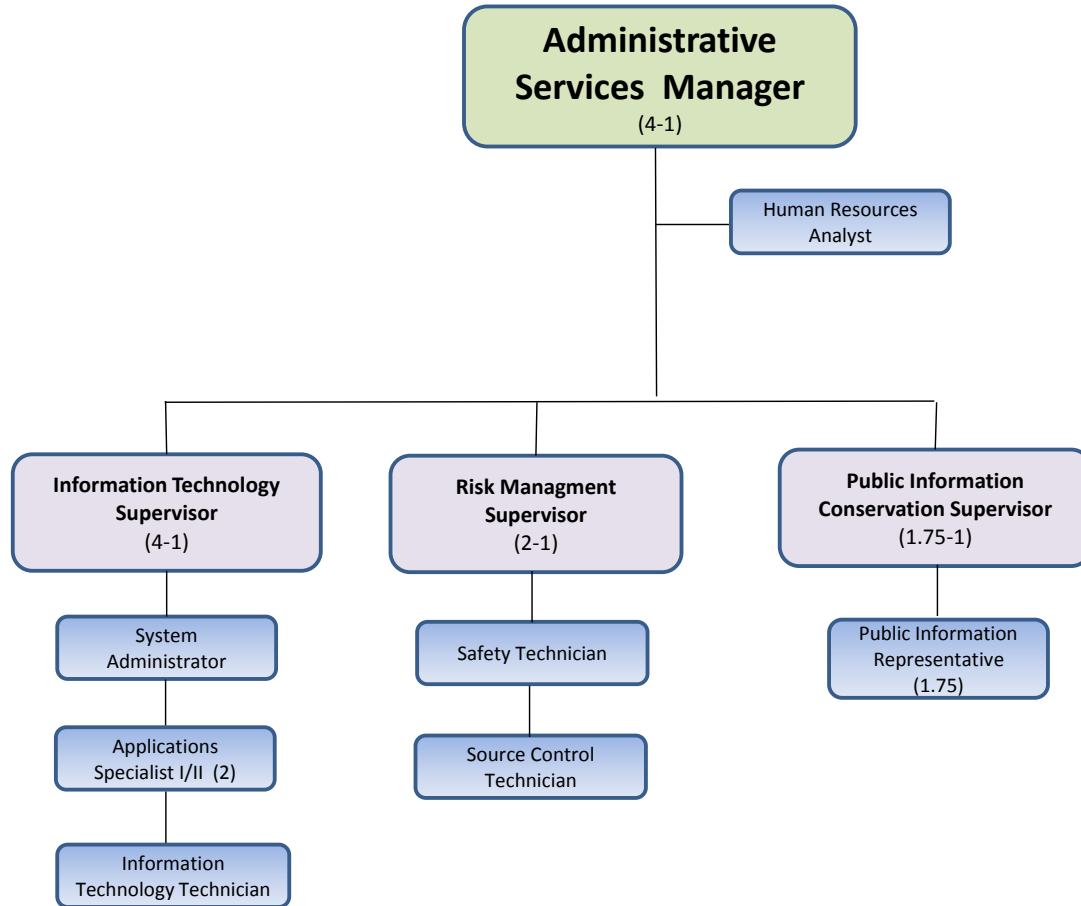 Administrative
Services Manager
(4-1)
Human Resources
Analyst
Information Technology
Supervisor
(4-1)
Risk Managment
Supervisor
(2-1)
Public Information
Conservation Supervisor
(1.75-1)
System
Administrator
Safety Technician
Public Information
Representative
(1.75)
Applications
Specialist I/II (2)
Source Control
Technician
Information
Technology Technician